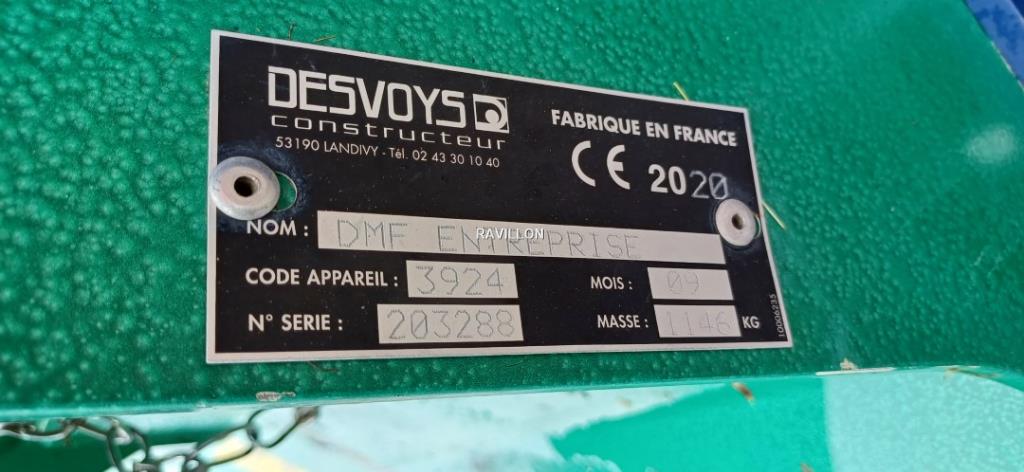 DESVOYS
constructeur
53190 LANDIVY - Tél. 02 43 30 10 40
FABRIQUE EN FRANCE
CE 2020
NOM : DMF ENTREPRISE
RAVILLON
CODE APPAREIL : 3924
MOIS : 09
N° SERIE : 203288
MASSE : 1146 KG
10006235